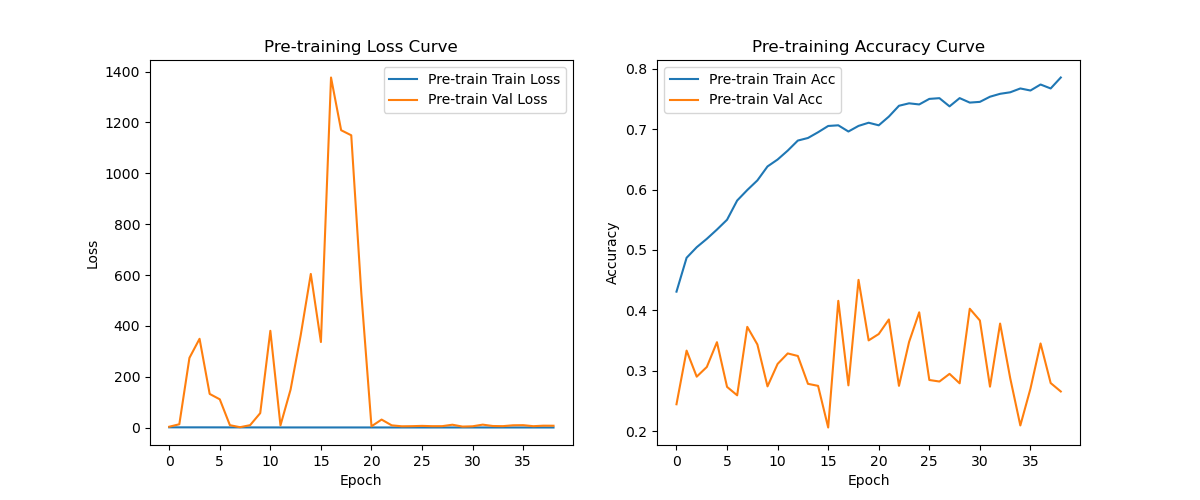 Pre-training Loss Curve
Pre-train Train Loss
Pre-train Val Loss
1400
1200
1000
800
600
400
200
0
Loss
0 5 10 15 20 25 30 35
Epoch
Pre-training Accuracy Curve
Pre-train Train Acc
Pre-train Val Acc
0.8
0.7
0.6
0.5
0.4
0.3
0.2
Accuracy
0 5 10 15 20 25 30 35
Epoch